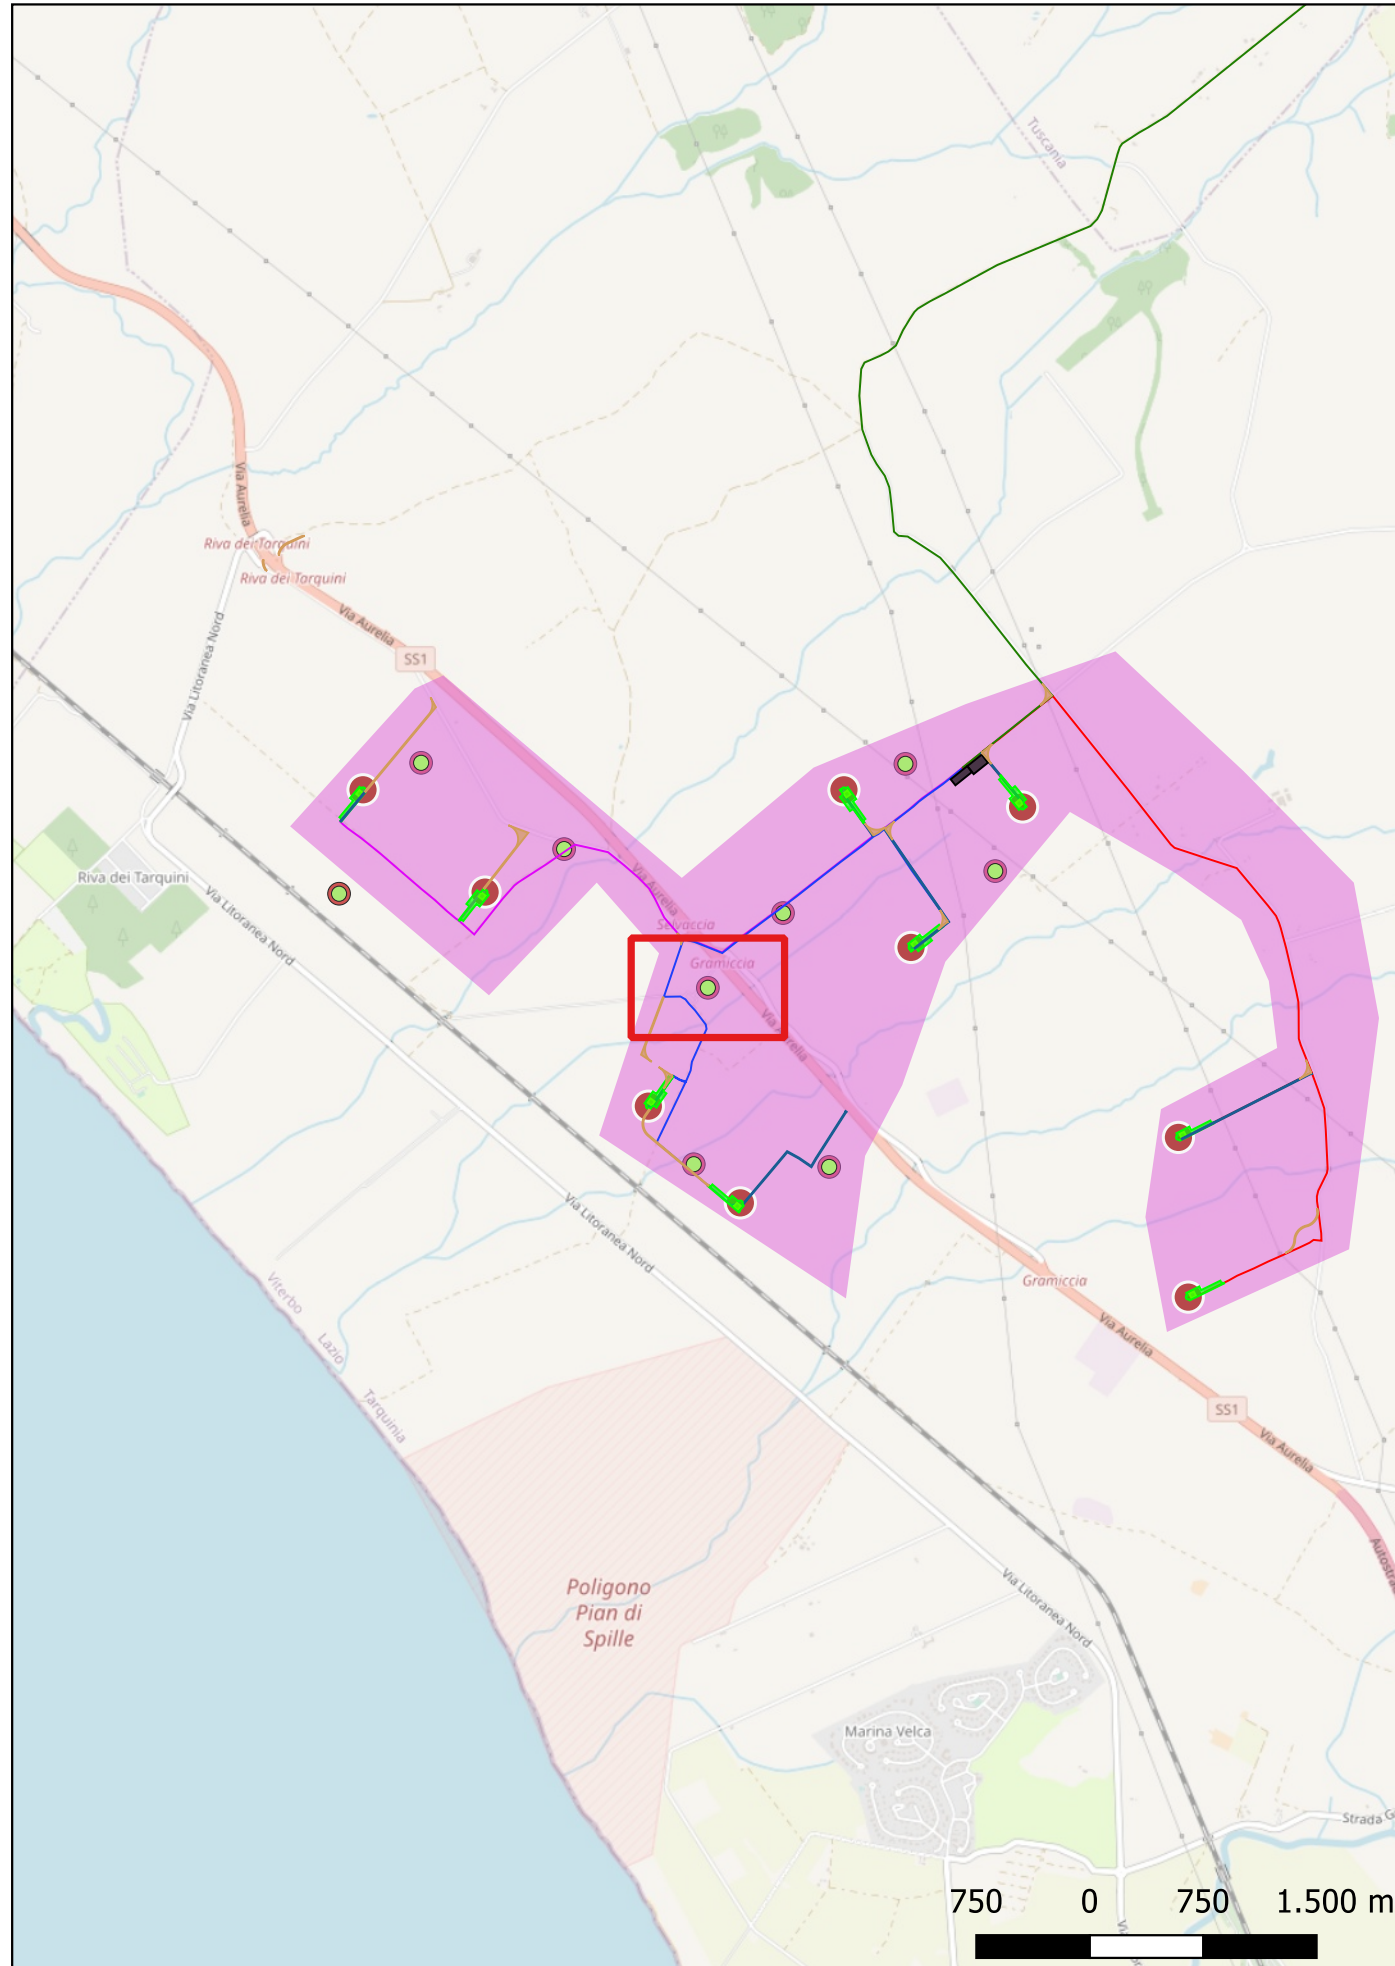 Tuscania
Via Aurelia
Riva dei Tarquini
Riva dei Tarquini
Via Aurelia
SS1
Via Litoranea Nord
Riva dei Tarquini
Via Aurelia
Selvaccia
Via Litoranea Nord
Gramiccia
Via Aurelia
Via Litoranea Nord
Gramiccia
Viterbo
Lazio
Via Aurelia
Tarquinia
SS1
Via Aurelia
Autostra
Poligono
Pian di
Spille
Via Litoranea Nord
Marina Velca
Strada G
750 0 750 1.500 m